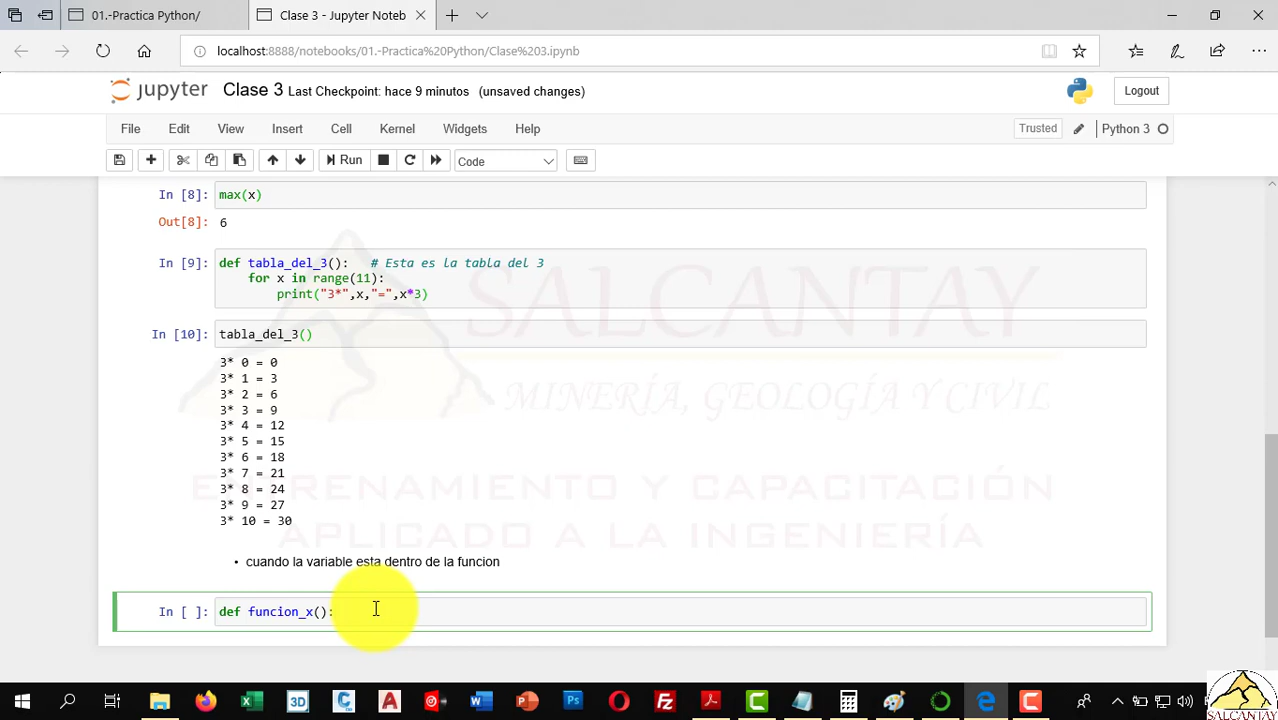 01.-Practica Python/
Clase 3 - Jupyter Noteb
localhost:8888/notebooks/01.-Practica%20Python/Clase%203.ipynb
jupyter Clase 3 Last Checkpoint: hace 9 minutos (unsaved changes)
Logout
File Edit View Insert Cell Kernel Widgets Help
Trusted
Python 3
Run
Code
In [8]: max(x)
Out[8]: 6
In [9]: def tabla_del_3(): # Esta es la tabla del 3
for x in range(11):
print("3*",x,"=",x*3)
In [10]: tabla_del_3()
3* 0 = 0
3* 1 = 3
3* 2 = 6
3* 3 = 9
3* 4 = 12
3* 5 = 15
3* 6 = 18
3* 7 = 21
3* 8 = 24
3* 9 = 27
3* 10 = 30
SALCANTAY
MINERÍA, GEOLOGÍA Y CIVIL
ENTRENAMIENTO Y CAPACITACIÓN
APLICADO A LA INGENIERÍA
• cuando la variable esta dentro de la funcion
In [ ]: def funcion_x():
3D
Ps
SALCANTAY